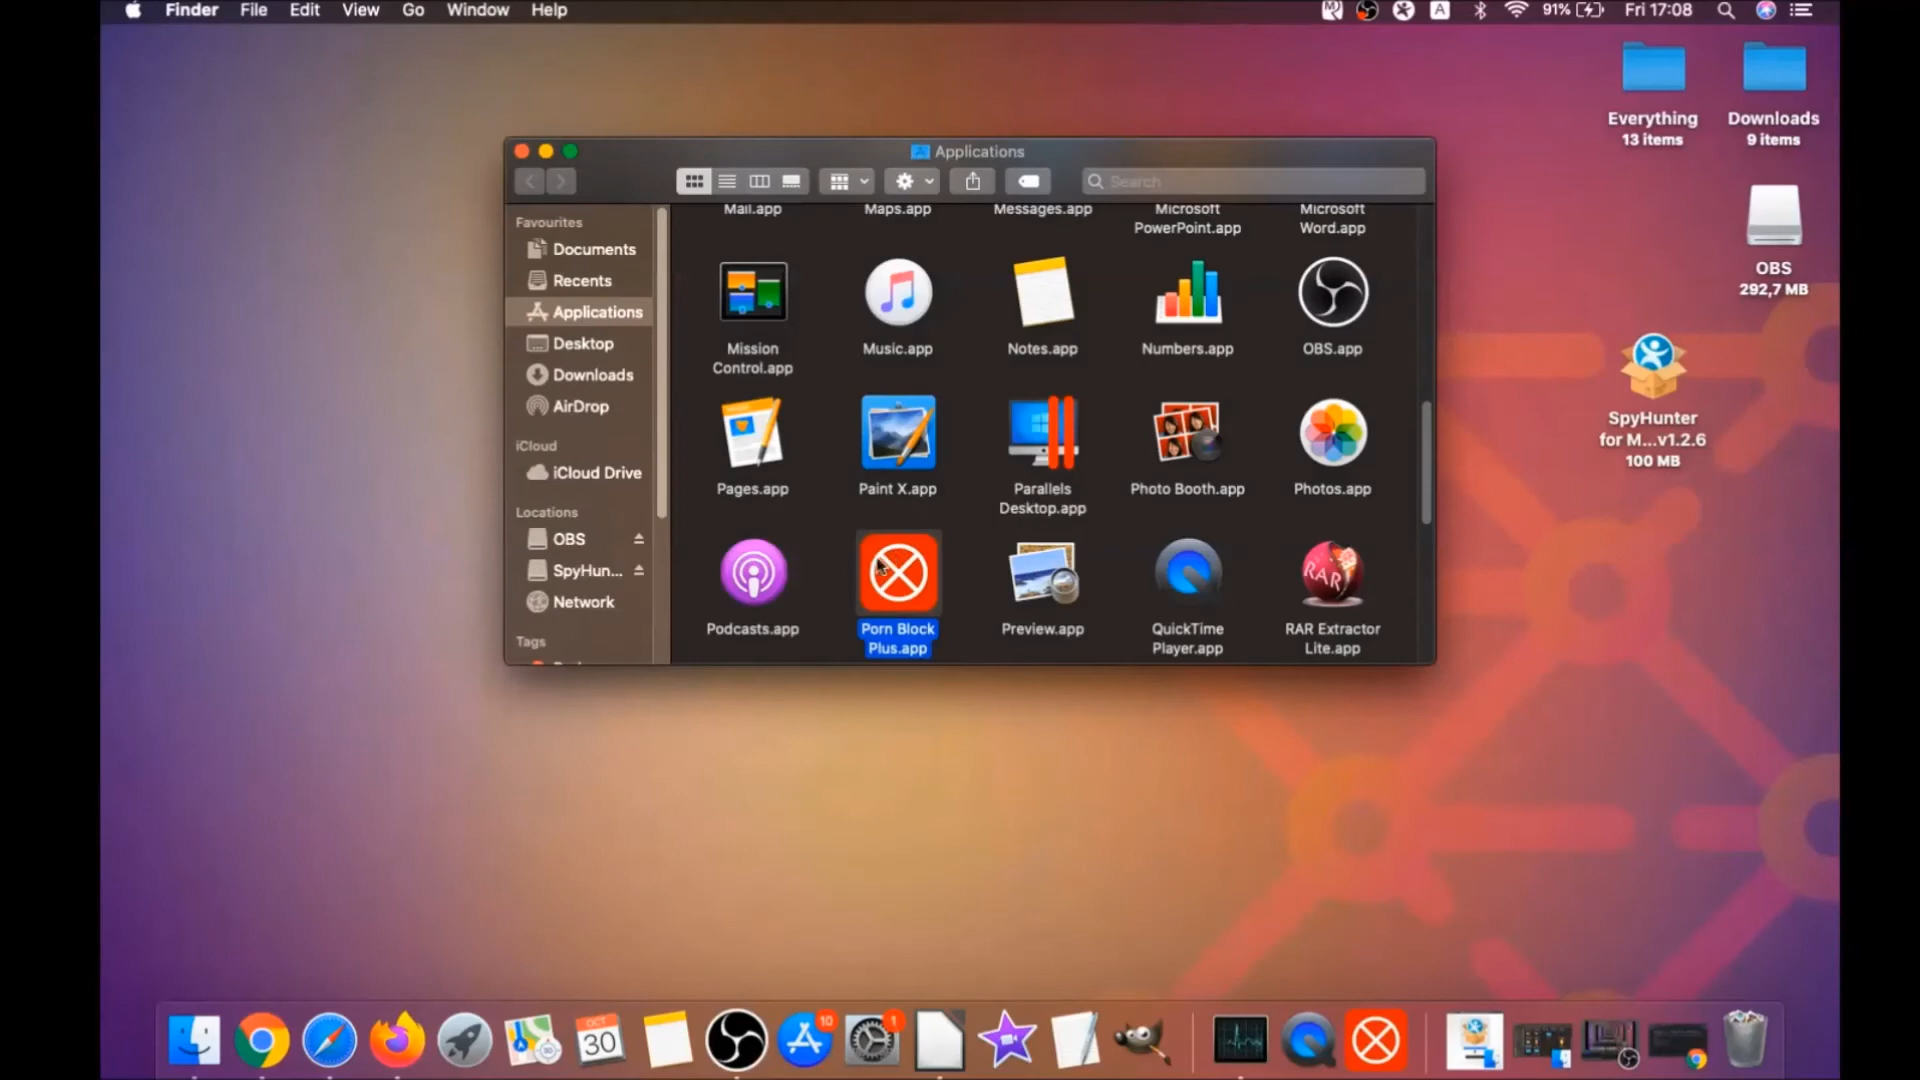 Finder File Edit View Go Window Help
A 91% Fri 17:08
Everything
13 items
Downloads
9 items
OBS
292,7 MB
SpyHunter
for M...v1.2.6
100 MB
Applications
Search
Favourites
Documents
Recents
Applications
Desktop
Downloads
AirDrop
iCloud
iCloud Drive
Locations
OBS
SpyHun...
Network
Tags
Mail.app
Maps.app
Messages.app
Microsoft
PowerPoint.app
Microsoft
Word.app
Mission
Control.app
Music.app
Notes.app
Numbers.app
OBS.app
Pages.app
Paint X.app
Parallels
Desktop.app
Photo Booth.app
Photos.app
Podcasts.app
Porn Block
Plus.app
Preview.app
QuickTime
Player.app
RAR
RAR Extractor
Lite.app
OCT
30
10
1